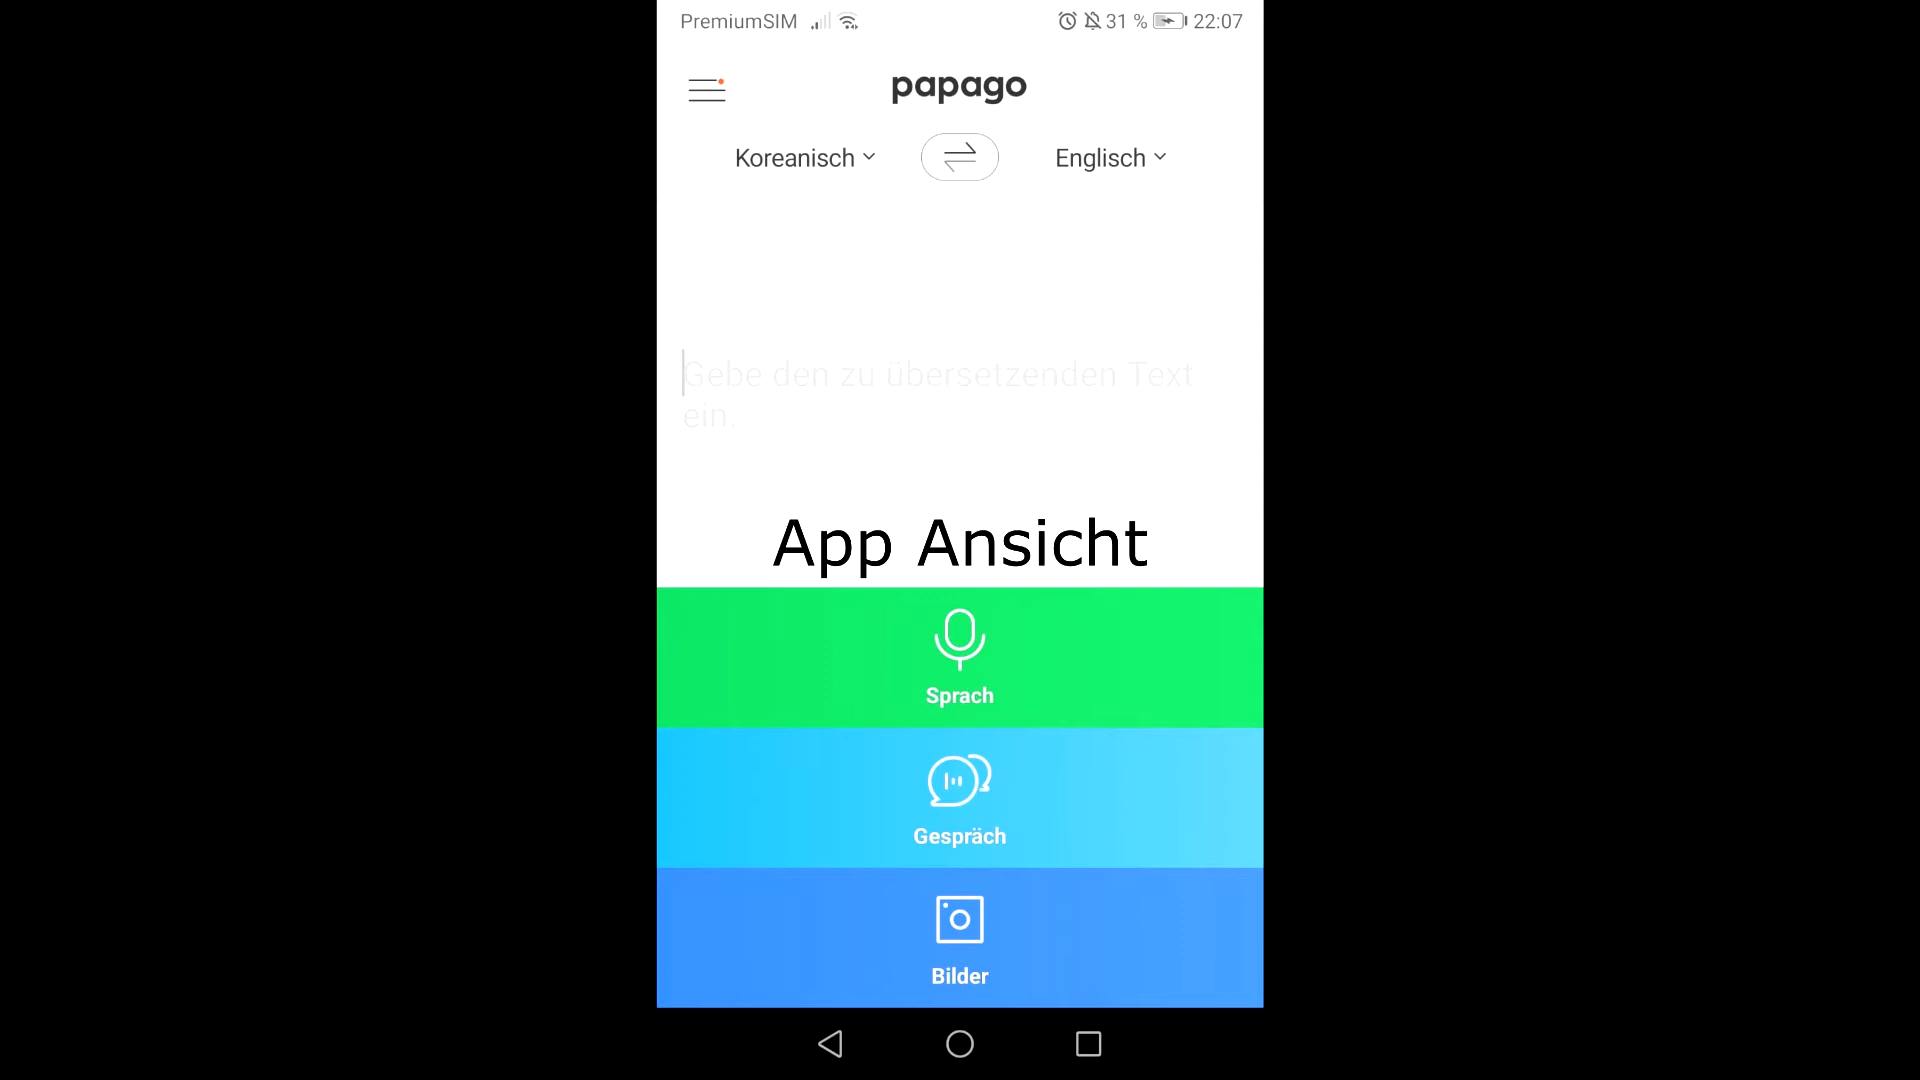 PremiumSIM 31 % 22:07
papago
Koreanisch Englisch
Gebe den zu übersetzenden Text
ein.
App Ansicht
Sprach
Gespräch
Bilder